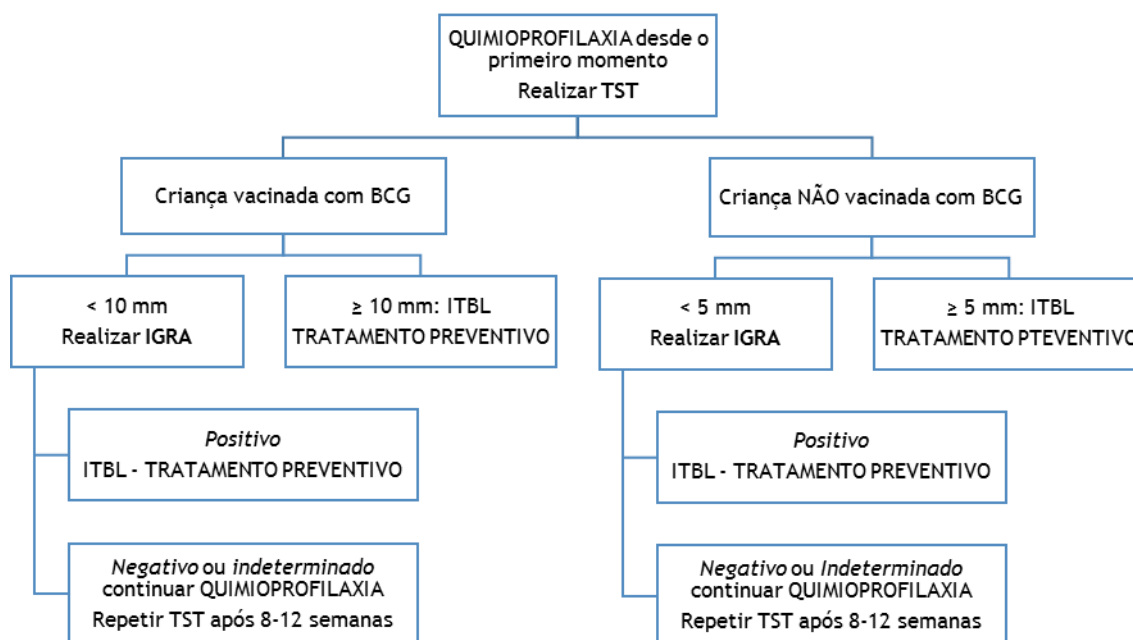 QUIMIOPROFILAXIA desde o
primeiro momento
Realizar TST
Criança vacinada com BCG
Criança NÃO vacinada com BCG
< 10 mm
Realizar IGRA
≥ 10 mm: ITBL
TRATAMENTO PREVENTIVO
< 5 mm
Realizar IGRA
≥ 5 mm: ITBL
TRATAMENTO PTEVENTIVO
Positivo
ITBL - TRATAMENTO PREVENTIVO
Positivo
ITBL - TRATAMENTO PREVENTIVO
Negativo ou indeterminado
continuar QUIMIOPROFILAXIA
Repetir TST após 8-12 semanas
Negativo ou Indeterminado
continuar QUIMIOPROFILAXIA
Repetir TST após 8-12 semanas